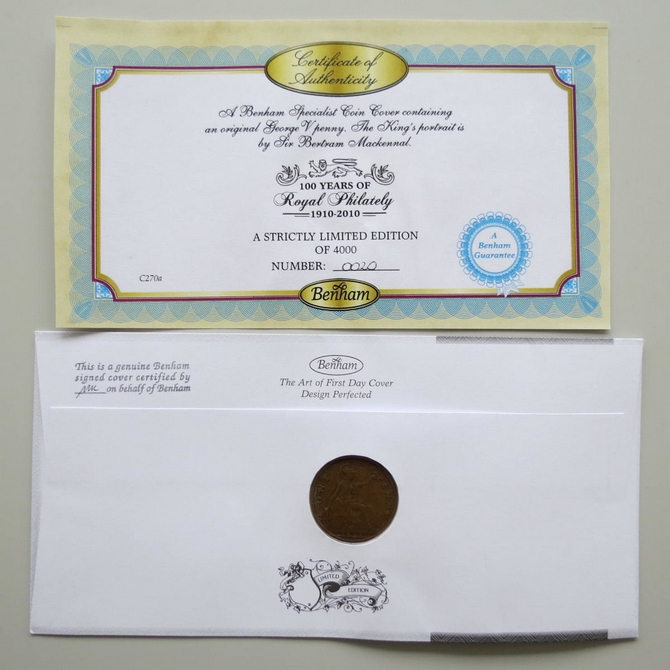 Certificate of
Authenticity
A Benham Specialist Coin Cover containing
an original George V penny. The King's portrait is
by Sir Bertram Mackennal.
100 YEARS OF
Royal Philately
1910-2010
A STRICTLY LIMITED EDITION
OF 4000
NUMBER: 0020
A
Benham
Guarantee
C270a
Benham
This is a genuine Benham
signed cover certified by
on behalf of Benham
Benham
The Art of First Day Cover
Design Perfected
LIMITED
EDITION